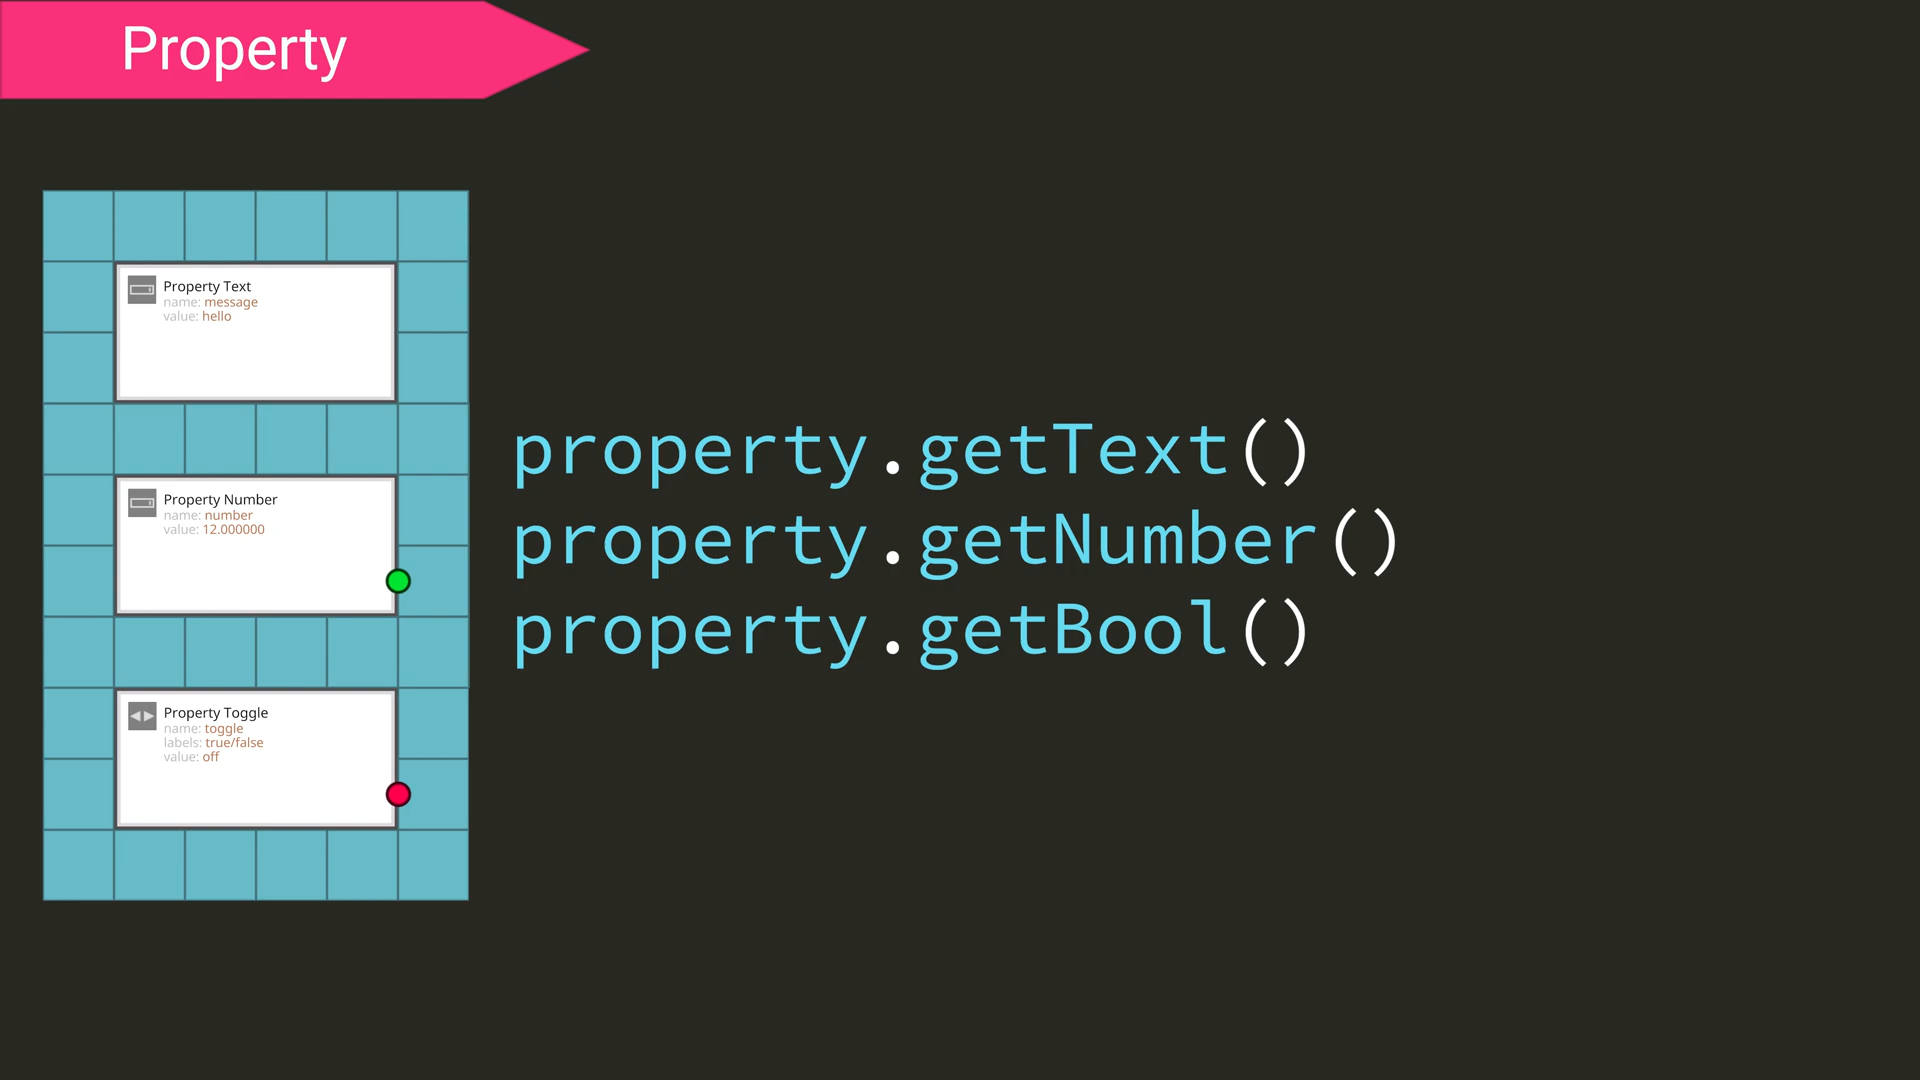 Property
Property Text
name: message
value: hello
Property Number
name: number
value: 12.000000
Property Toggle
name: toggle
labels: true/false
value: off
property.getText()
property.getNumber()
property.getBool()